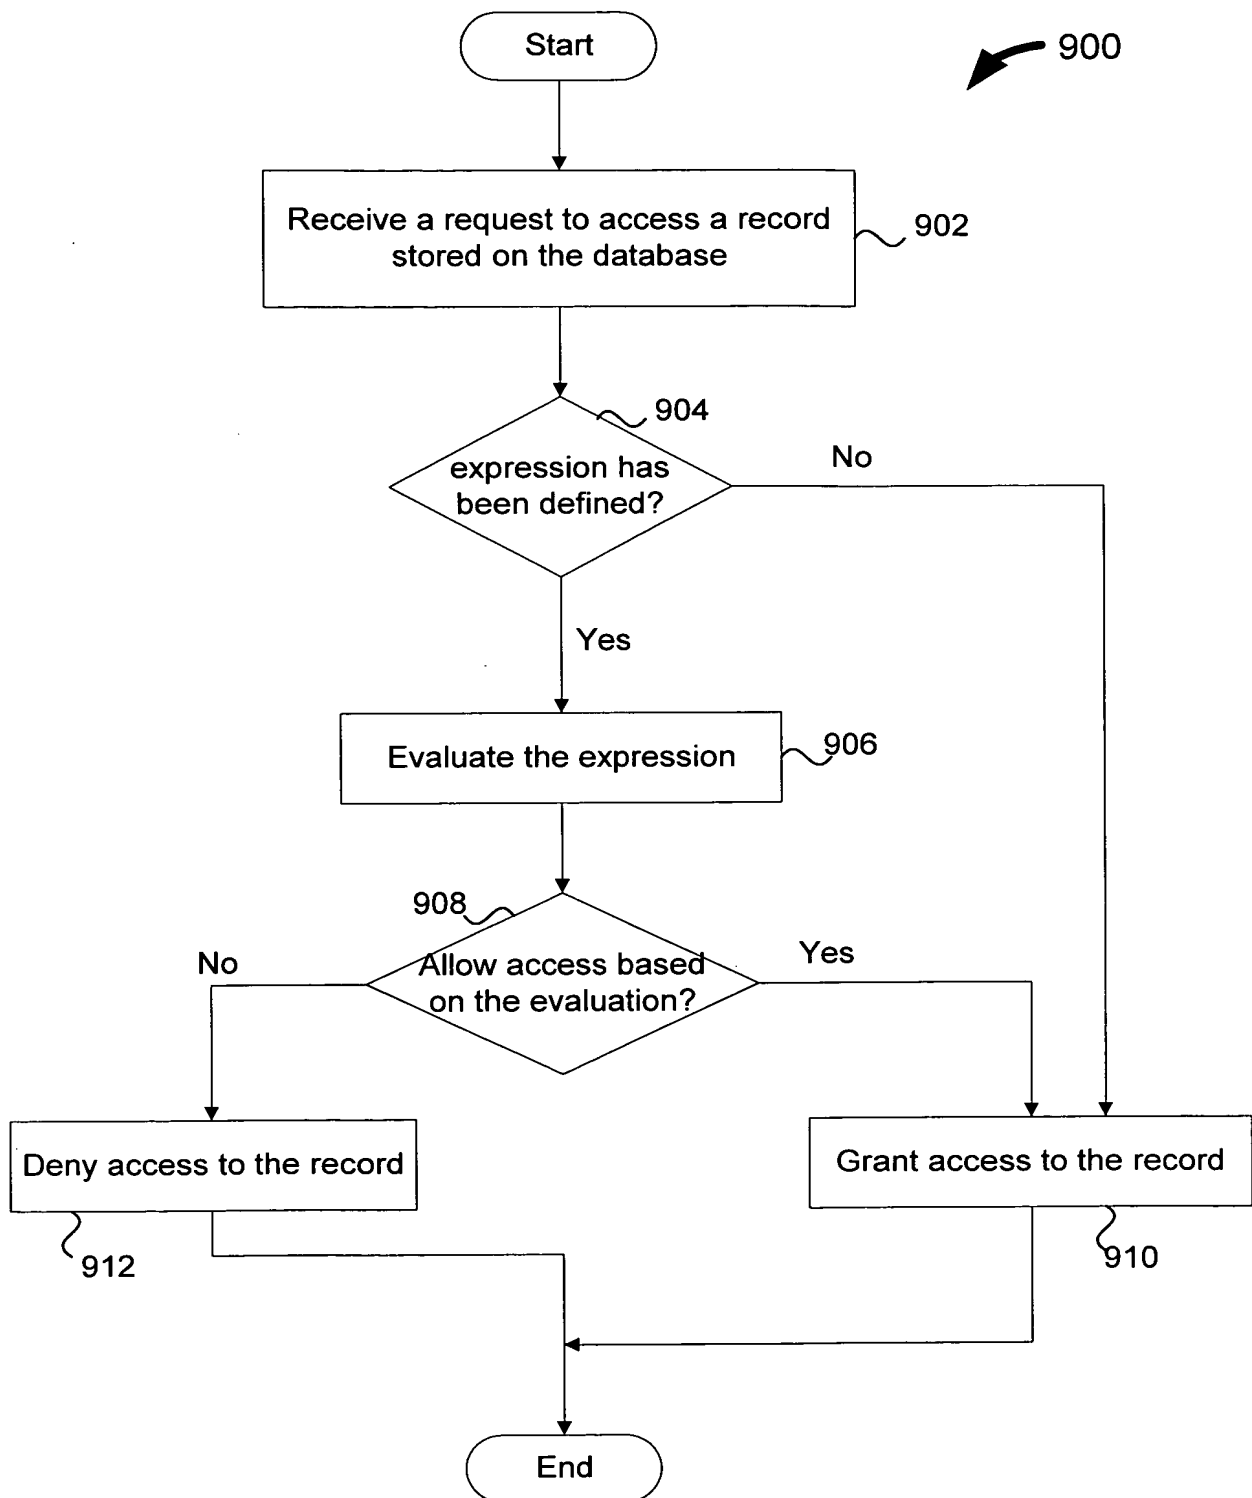 Start
900
Receive a request to access a record
stored on the database
902
904
expression has
been defined?
No
Yes
Evaluate the expression
906
908
Allow access based
on the evaluation?
No
Yes
Deny access to the record
912
Grant access to the record
910
End